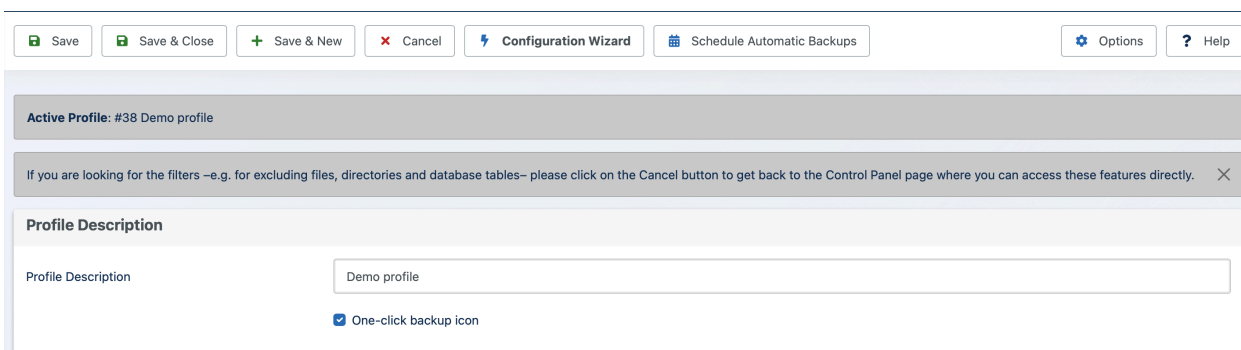 Save
Save & Close
Save & New
Cancel
Configuration Wizard
Schedule Automatic Backups
Options
Help
Active Profile: #38 Demo profile
If you are looking for the filters –e.g. for excluding files, directories and database tables– please click on the Cancel button to get back to the Control Panel page where you can access these features directly.
Profile Description
Profile Description
Demo profile
One-click backup icon